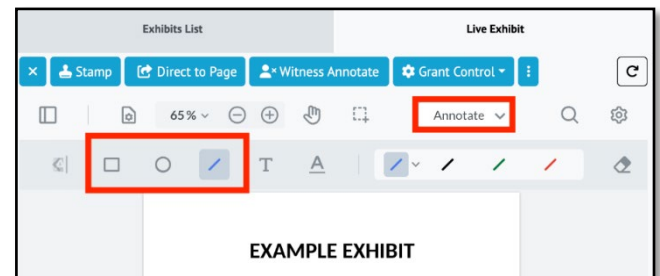 Exhibits List Live Exhibit
× Stamp Direct to Page Witness Annotate Grant Control
65% Annotate
T A
EXAMPLE EXHIBIT